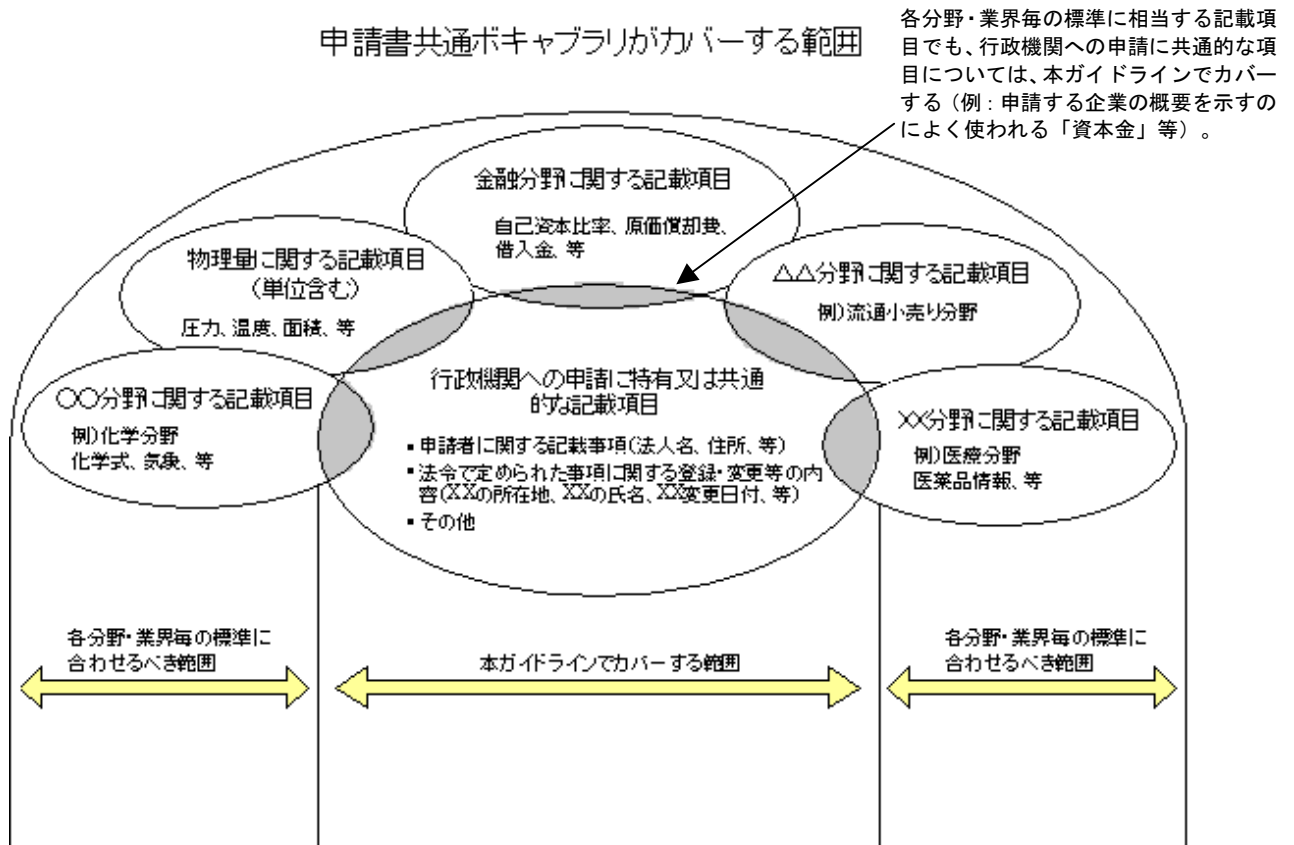 申請書共通ボキャブラリがカバーする範囲
各分野・業界毎の標準に相当する記載項
目でも、行政機関への申請に共通的な項
目については、本ガイドラインでカバー
する（例：申請する企業の概要を示すの
によく使われる「資本金」等）。
金融分野に関する記載項目
自己資本比率、原価償却費、
借入金、等
物理量に関する記載項目
（単位含む）
圧力、温度、面積、等
△△分野に関する記載項目
例)流通小売り分野
○○分野に関する記載項目
例)化学分野
化学式、気象、等
行政機関への申請に特有又は共通
的な記載項目
▪申請者に関する記載事項(法人名、住所、等)
▪法令で定められた事項に関する登録・変更等の内
容(XXの所在地、XXの氏名、XX変更日付、等)
▪その他
××分野に関する記載項目
例)医療分野
医薬品情報、等
各分野・業界毎の標準に
合わせるべき範囲
本ガイドラインでカバーする範囲
各分野・業界毎の標準に
合わせるべき範囲